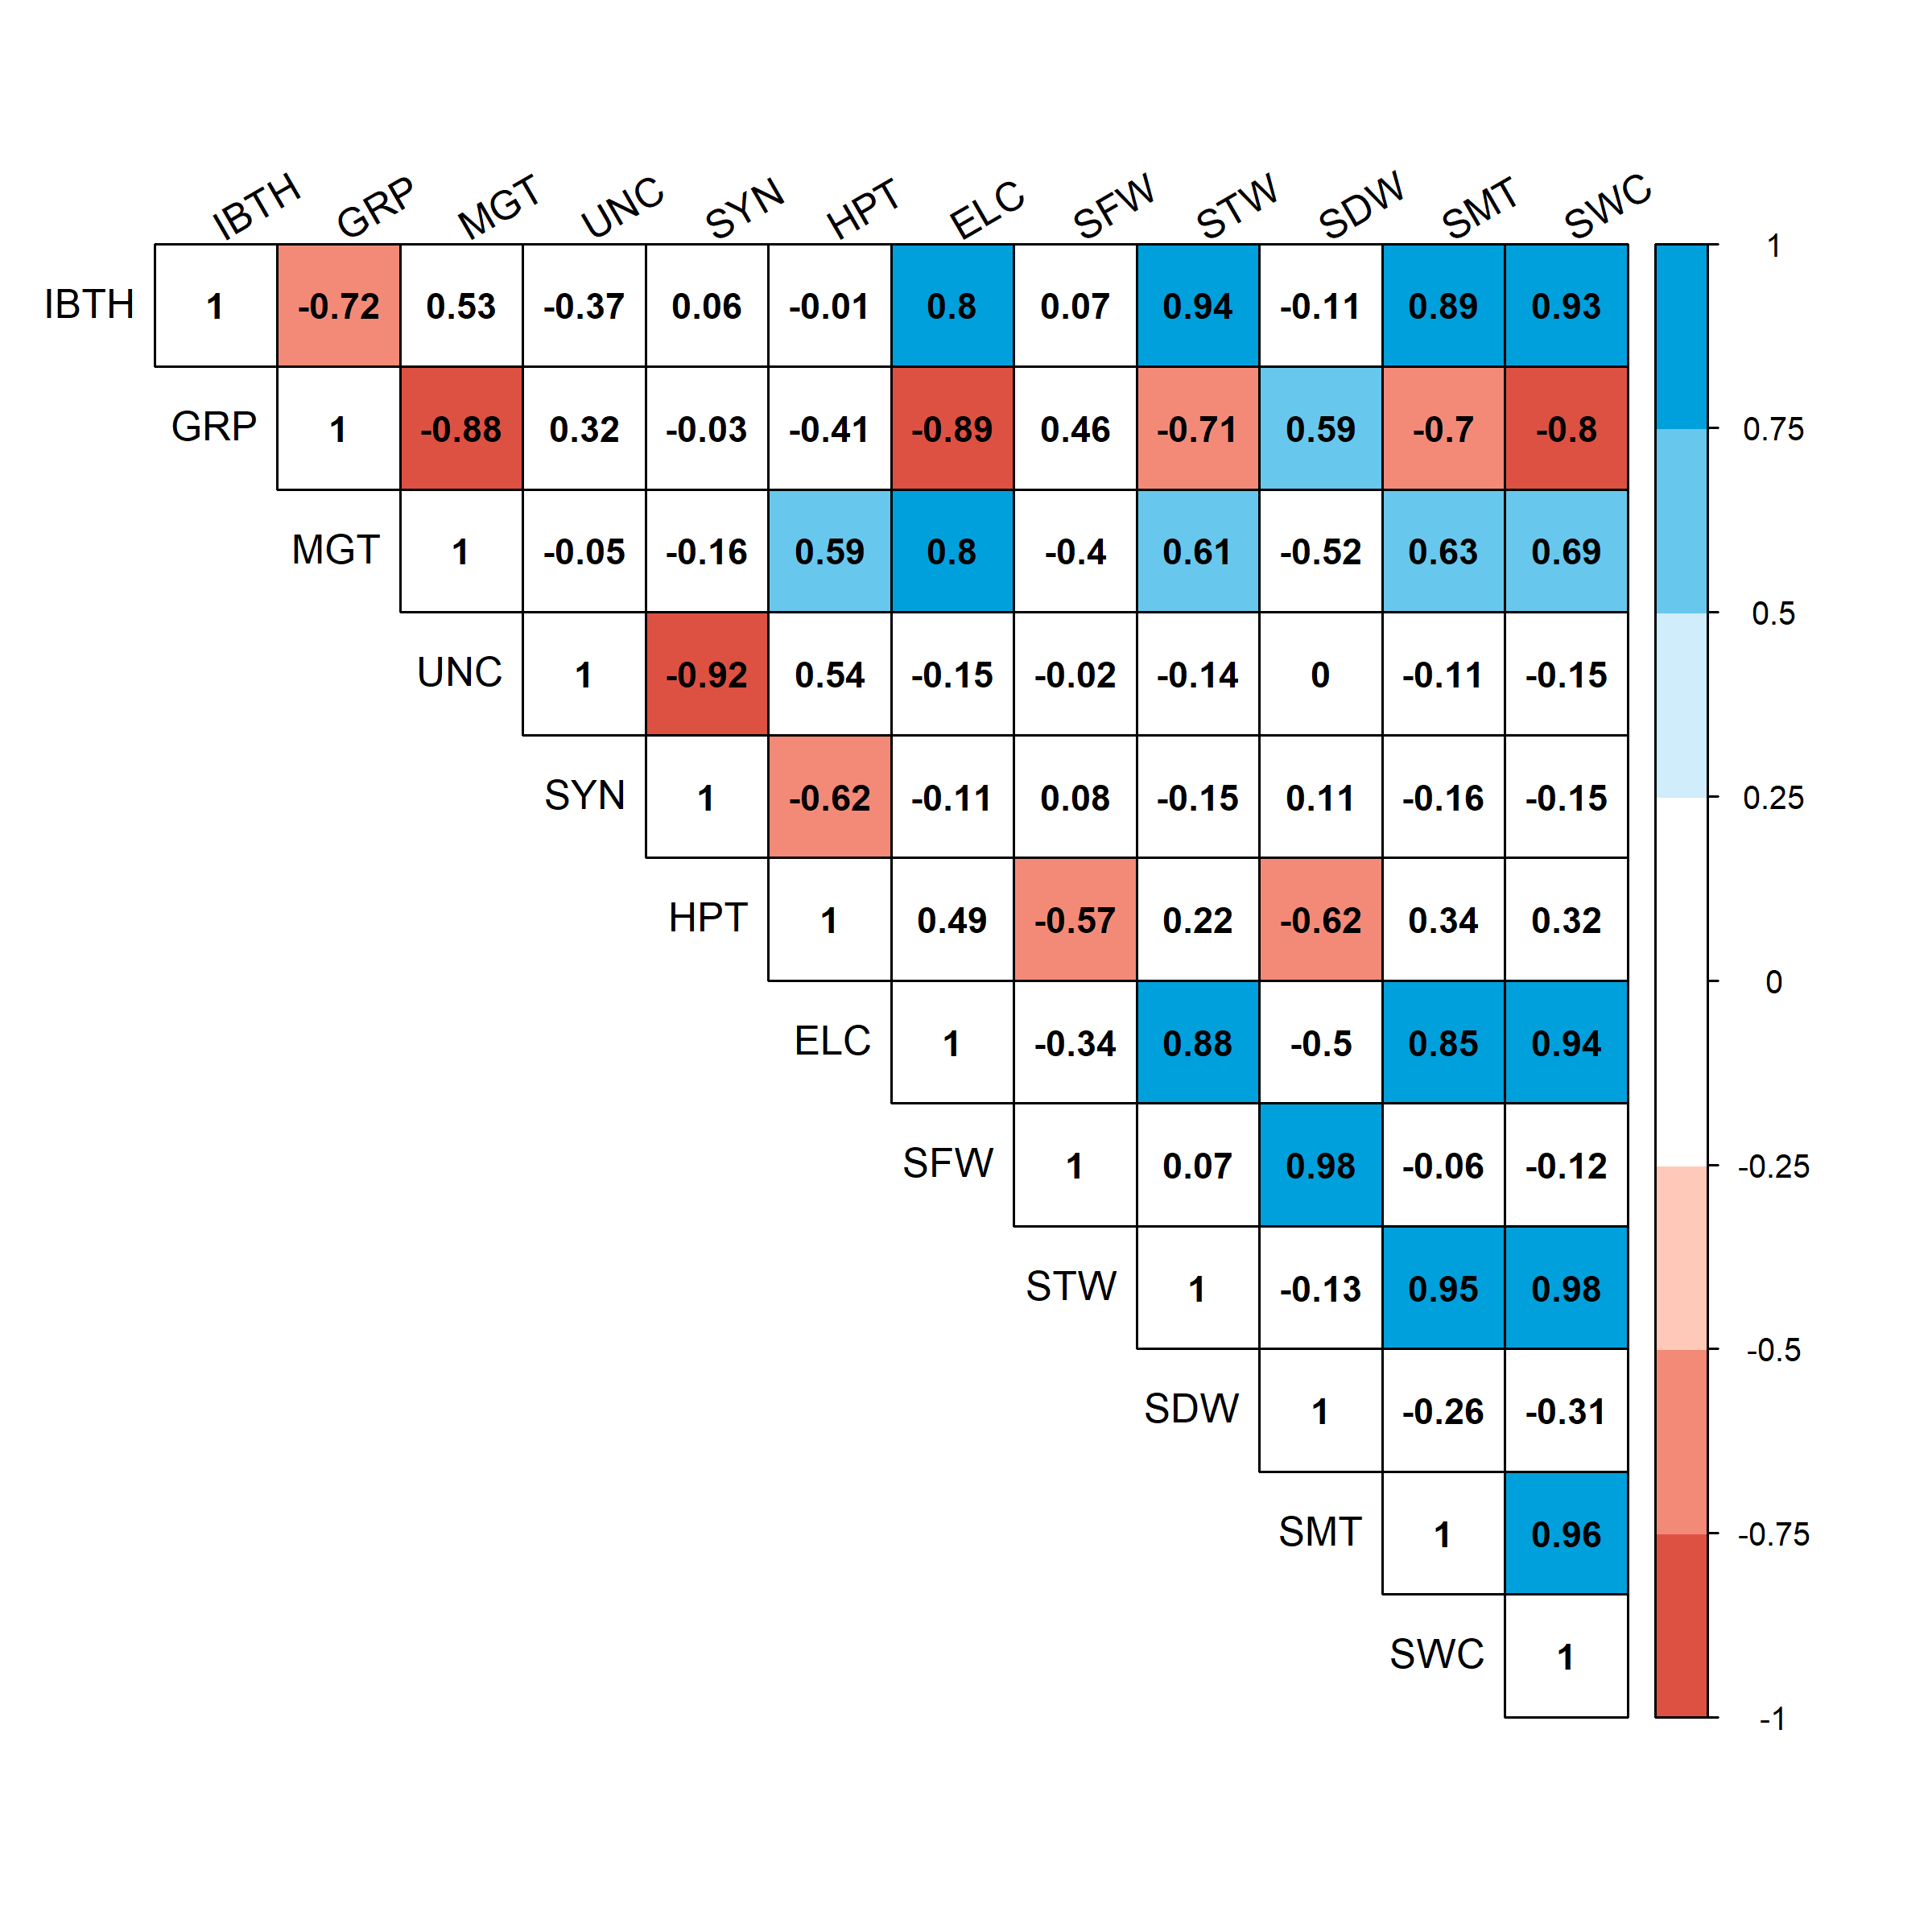 IBTH GRP MGT UNC SYN HPT ELC SFW STW SDW SMT SWC
IBTH 1 -0.72 0.53 -0.37 0.06 -0.01 0.8 0.07 0.94 -0.11 0.89 0.93
GRP 1 -0.88 0.32 -0.03 -0.41 -0.89 0.46 -0.71 0.59 -0.7 -0.8
MGT 1 -0.05 -0.16 0.59 0.8 -0.4 0.61 -0.52 0.63 0.69
UNC 1 -0.92 0.54 -0.15 -0.02 -0.14 0 -0.11 -0.15
SYN 1 -0.62 -0.11 0.08 -0.15 0.11 -0.16 -0.15
HPT 1 0.49 -0.57 0.22 -0.62 0.34 0.32
ELC 1 -0.34 0.88 -0.5 0.85 0.94
SFW 1 0.07 0.98 -0.06 -0.12
STW 1 -0.13 0.95 0.98
SDW 1 -0.26 -0.31
SMT 1 0.96
SWC 1
1
0.75
0.5
0.25
0
-0.25
-0.5
-0.75
-1